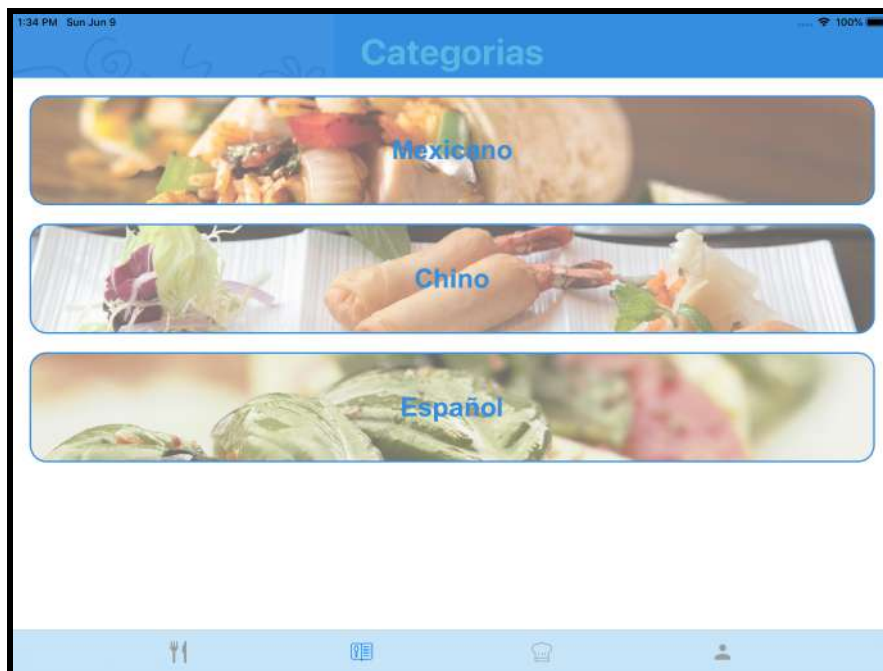 1:34 PM Sun Jun 9
100%
Categorias
Mexicano
Chino
Español